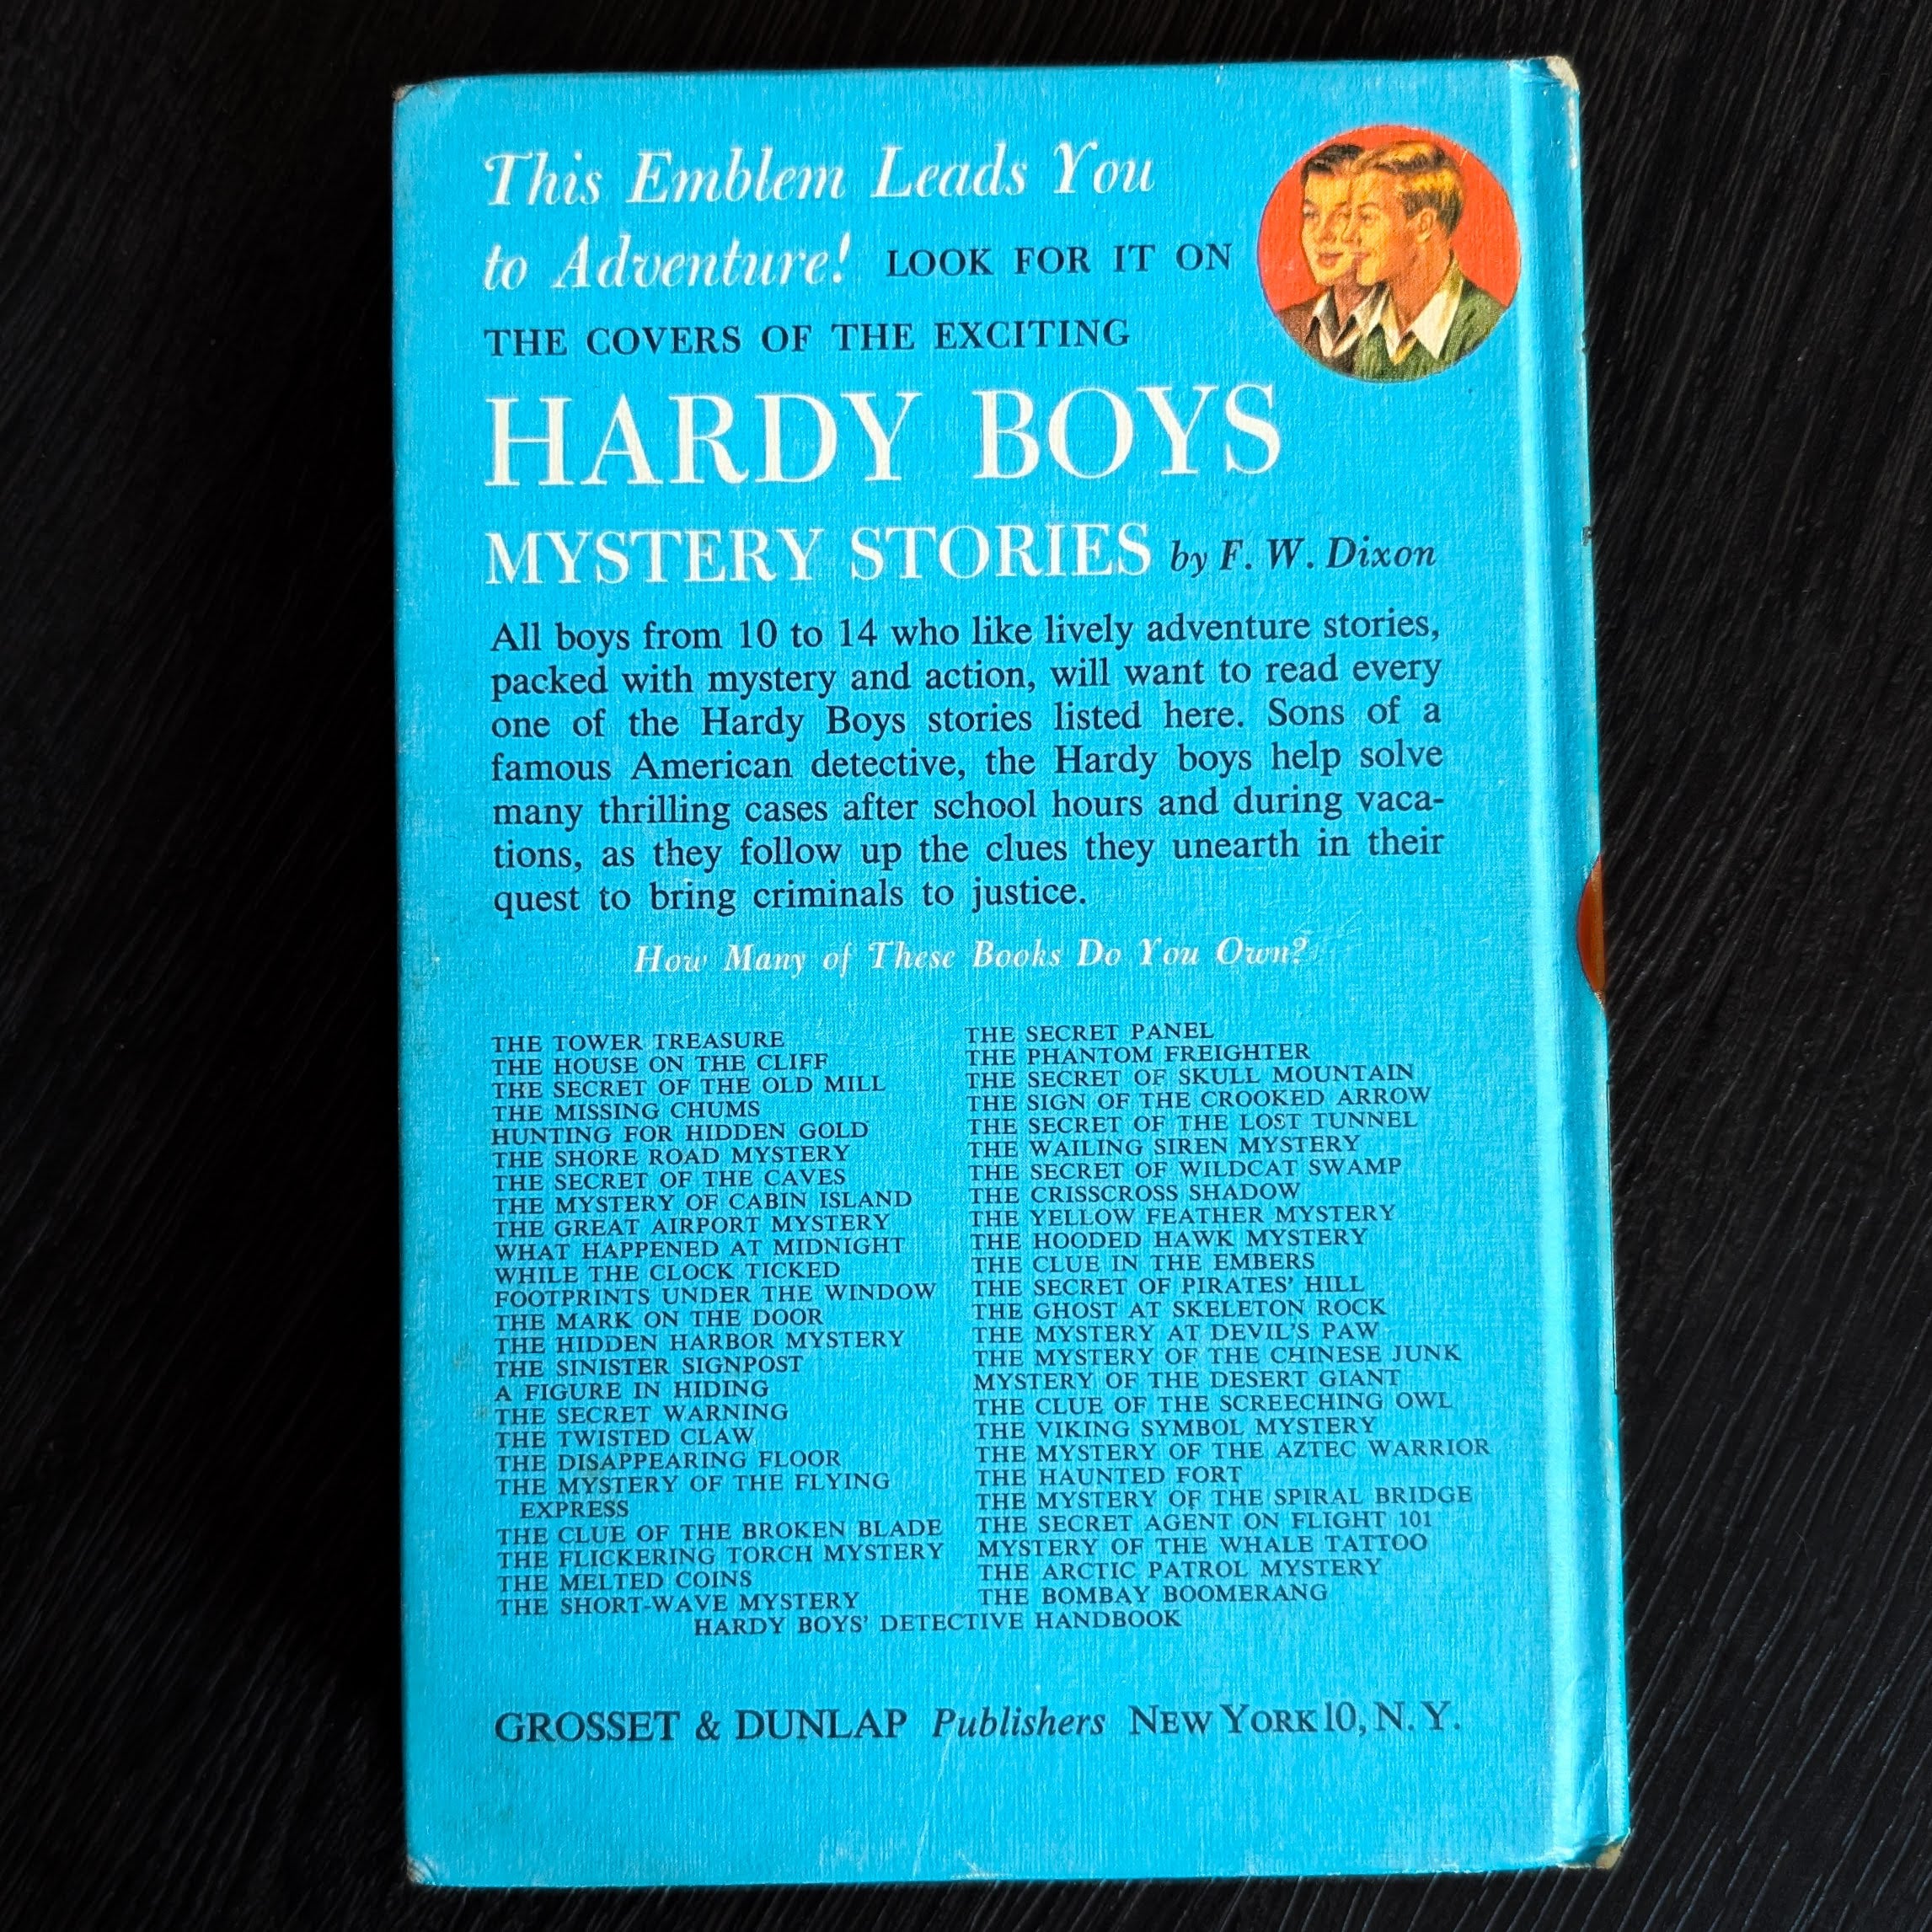 This Emblem Leads You
to Adventure! LOOK FOR IT ON
THE COVERS OF THE EXCITING
HARDY BOYS
MYSTERY STORIES by F. W. Dixon
All boys from 10 to 14 who like lively adventure stories,
packed with mystery and action, will want to read every
one of the Hardy Boys stories listed here. Sons of a
famous American detective, the Hardy boys help solve
many thrilling cases after school hours and during vaca-
tions, as they follow up the clues they unearth in their
quest to bring criminals to justice.
How Many of These Books Do You Own?
THE TOWER TREASURE
THE HOUSE ON THE CLIFF
THE SECRET OF THE OLD MILL
THE MISSING CHUMS
HUNTING FOR HIDDEN GOLD
THE SHORE ROAD MYSTERY
THE SECRET OF THE CAVES
THE MYSTERY OF CABIN ISLAND
THE GREAT AIRPORT MYSTERY
WHAT HAPPENED AT MIDNIGHT
WHILE THE CLOCK TICKED
FOOTPRINTS UNDER THE WINDOW
THE MARK ON THE DOOR
THE HIDDEN HARBOR MYSTERY
THE SINISTER SIGNPOST
A FIGURE IN HIDING
THE SECRET WARNING
THE TWISTED CLAW
THE DISAPPEARING FLOOR
THE MYSTERY OF THE FLYING
EXPRESS
THE CLUE OF THE BROKEN BLADE
THE FLICKERING TORCH MYSTERY
THE MELTED COINS
THE SHORT-WAVE MYSTERY
THE SECRET PANEL
THE PHANTOM FREIGHTER
THE SECRET OF SKULL MOUNTAIN
THE SIGN OF THE CROOKED ARROW
THE SECRET OF THE LOST TUNNEL
THE WAILING SIREN MYSTERY
THE SECRET OF WILDCAT SWAMP
THE CRISSCROSS SHADOW
THE YELLOW FEATHER MYSTERY
THE HOODED HAWK MYSTERY
THE CLUE IN THE EMBERS
THE SECRET OF PIRATES' HILL
THE GHOST AT SKELETON ROCK
THE MYSTERY AT DEVIL'S PAW
THE MYSTERY OF THE CHINESE JUNK
MYSTERY OF THE DESERT GIANT
THE CLUE OF THE SCREECHING OWL
THE VIKING SYMBOL MYSTERY
THE MYSTERY OF THE AZTEC WARRIOR
THE HAUNTED FORT
THE MYSTERY OF THE SPIRAL BRIDGE
THE SECRET AGENT ON FLIGHT 101
MYSTERY OF THE WHALE TATTOO
THE ARCTIC PATROL MYSTERY
THE BOMBAY BOOMERANG
HARDY BOYS' DETECTIVE HANDBOOK
GROSSET & DUNLAP Publishers NEW YORK 10, N. Y.